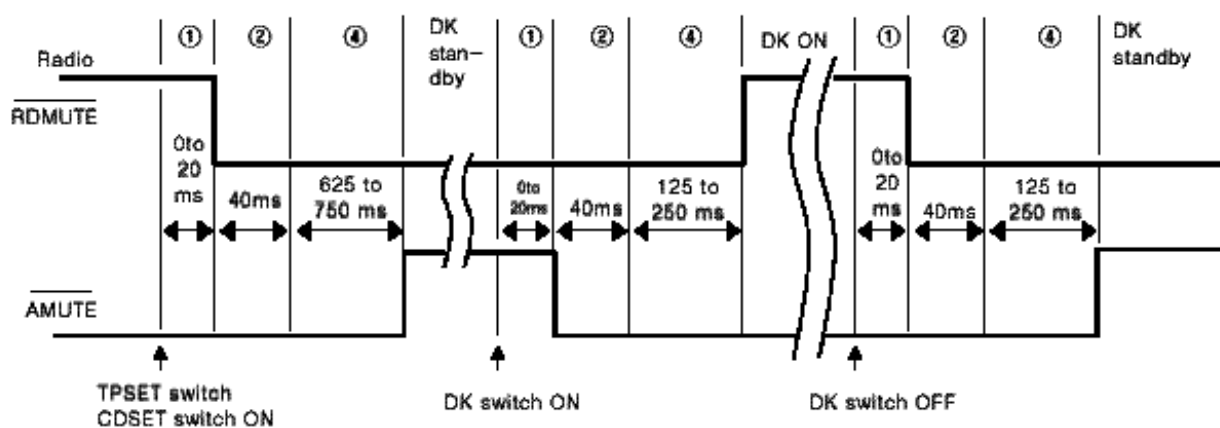 ① ② ④ DK stan- dby ① ② ④ DK ON ① ② ④ DK standby
Radio
RDMUTE
0to 20 ms
40ms
625 to 750 ms
0to 20ms
40ms
125 to 250 ms
0to 20 ms
40ms
125 to 250 ms
AMUTE
TPSET switch
CDSET switch ON
DK switch ON
DK switch OFF